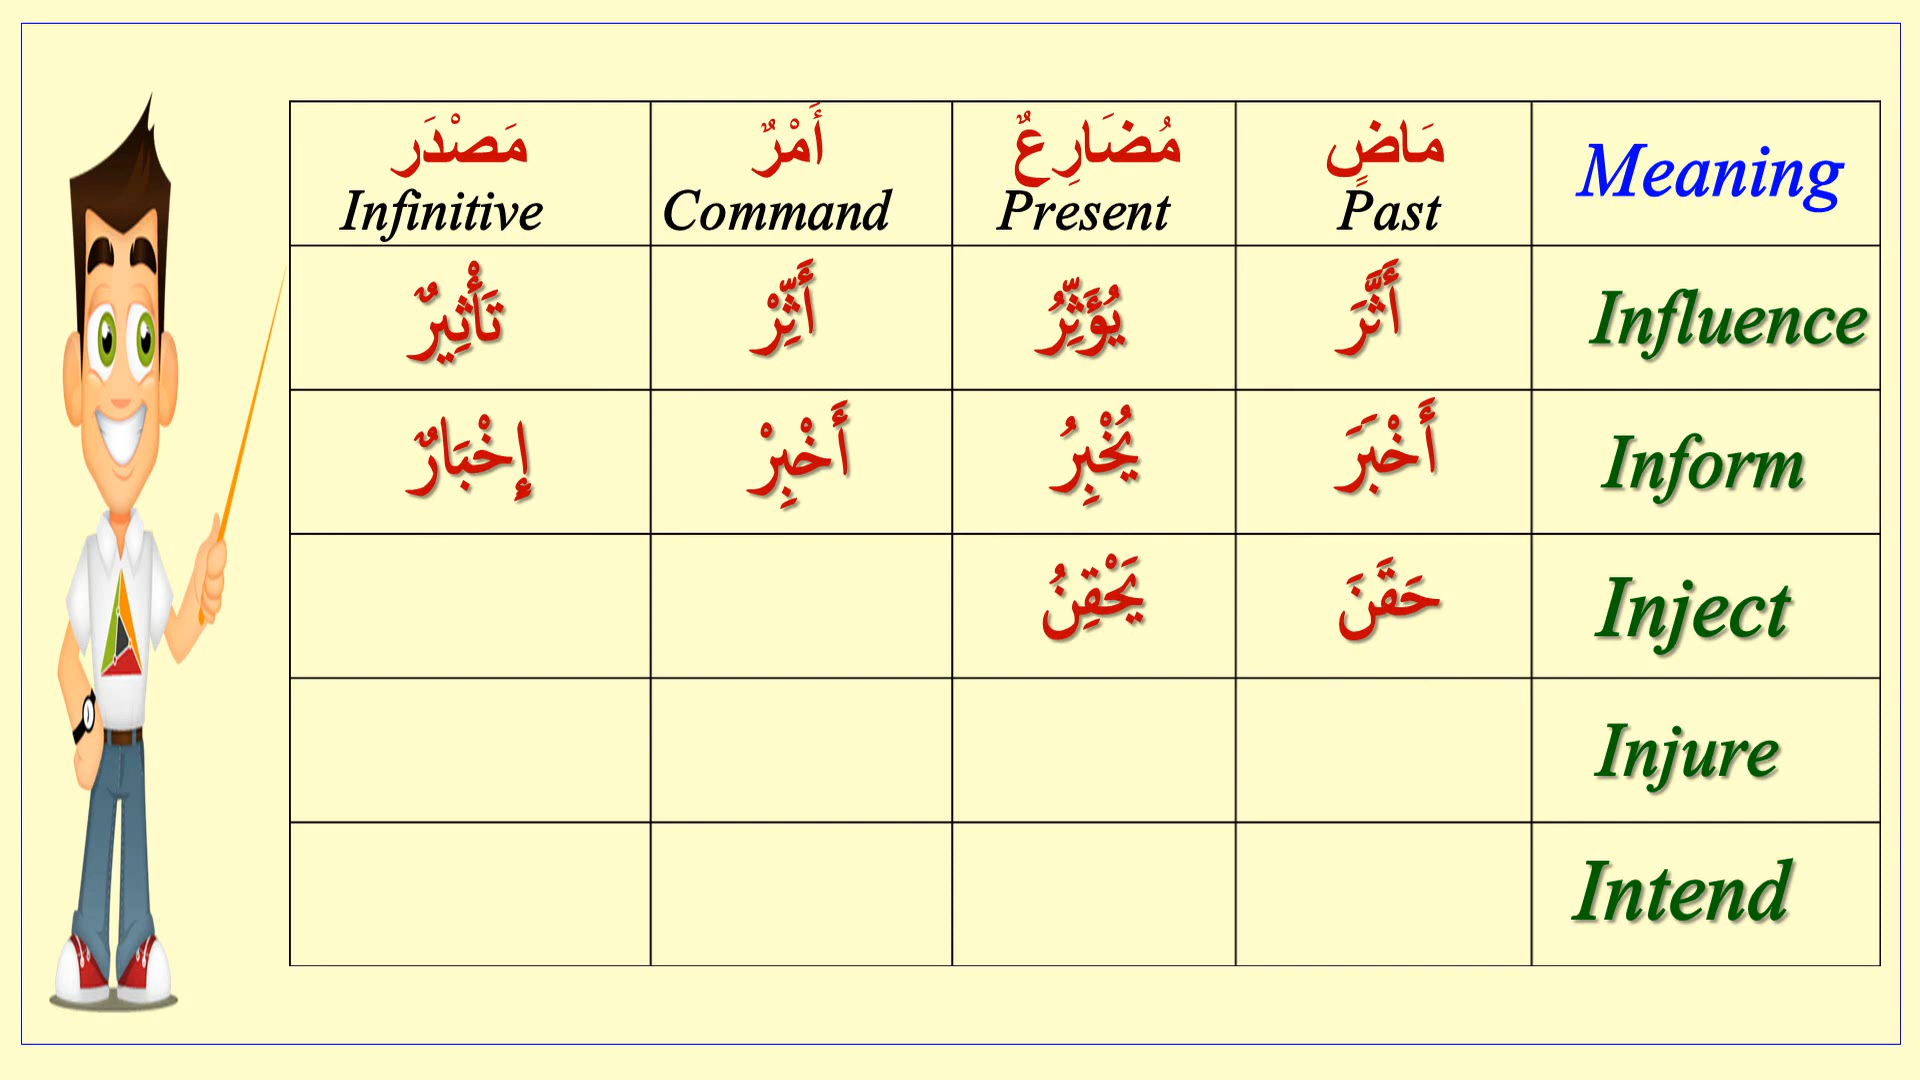 Meaning
مَاضٍ
Past
مُضَارِعٌ
Present
أَمْرٌ
Command
مَصْدَر
Infinitive
Influence
أَثَّرَ
يُؤَثِّرُ
أَثِّرْ
تَأْثِيرٌ
Inform
أَخْبَرَ
يُخْبِرُ
أَخْبِرْ
إِخْبَارٌ
Inject
حَقَنَ
يَحْقِنُ
Injure
Intend